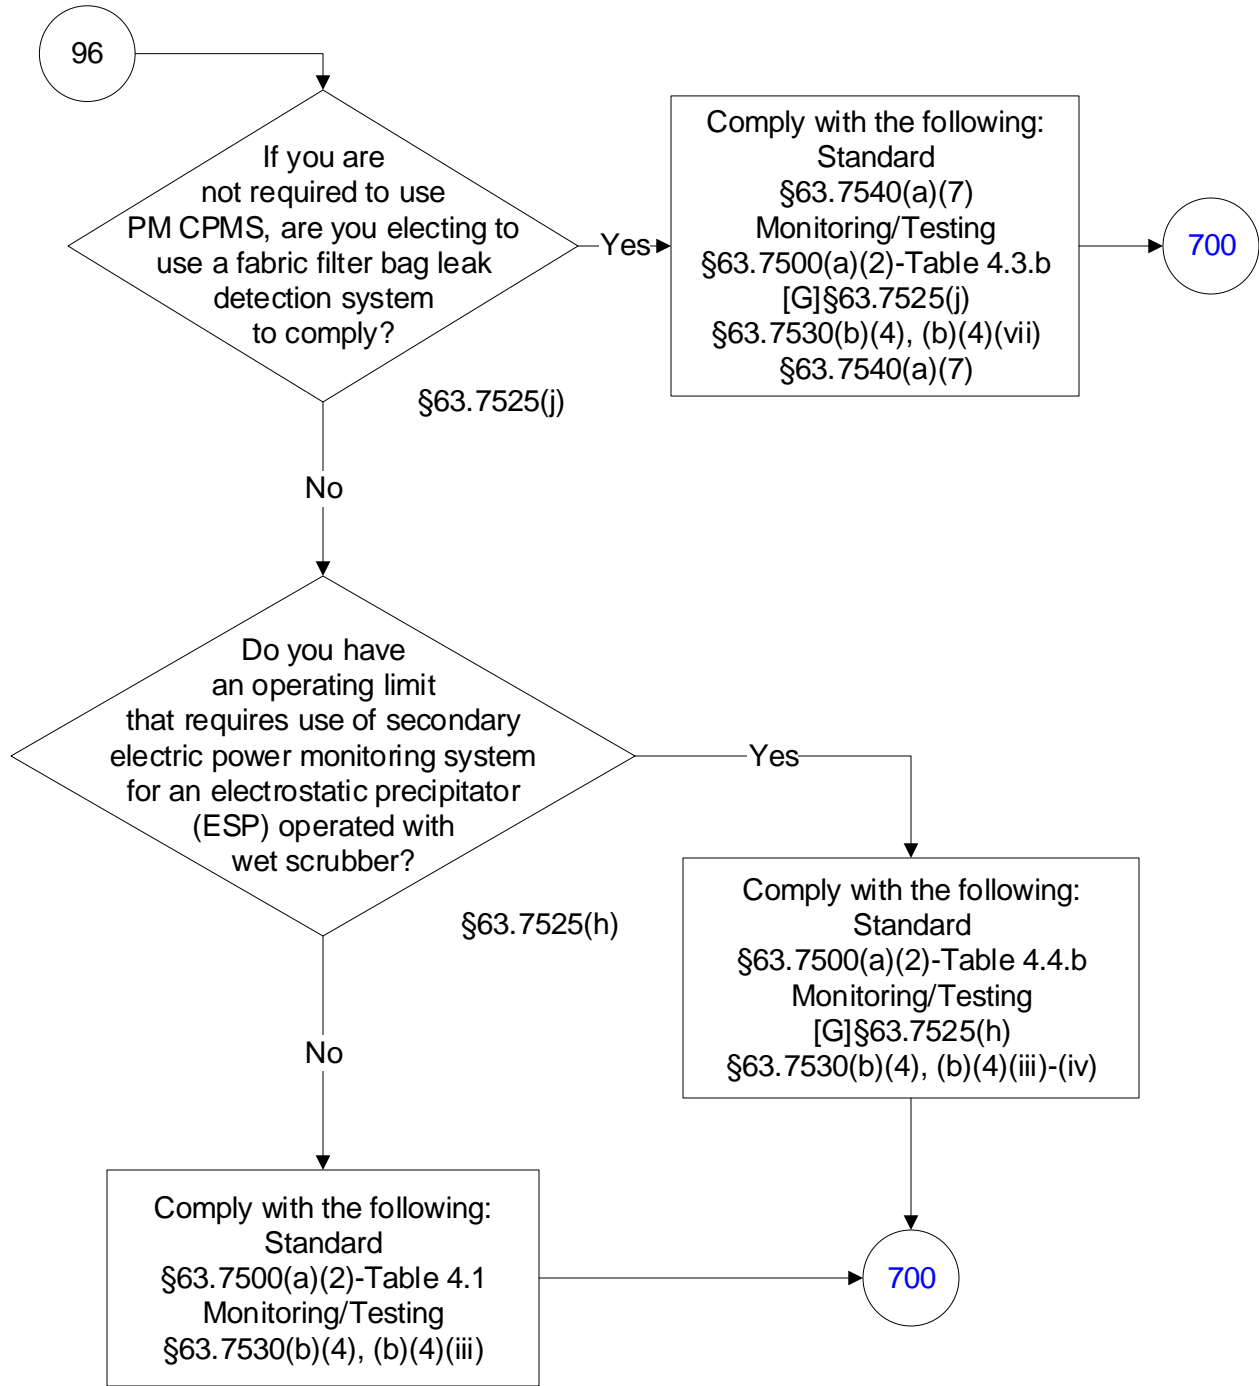 96
If you are
not required to use
PM CPMS, are you electing to
use a fabric filter bag leak
detection system
to comply?
Yes
Comply with the following:
Standard
§63.7540(a)(7)
Monitoring/Testing
§63.7500(a)(2)-Table 4.3.b
[G]§63.7525(j)
§63.7530(b)(4), (b)(4)(vii)
§63.7540(a)(7)
700
§63.7525(j)
No
Do you have
an operating limit
that requires use of secondary
electric power monitoring system
for an electrostatic precipitator
(ESP) operated with
wet scrubber?
Yes
§63.7525(h)
Comply with the following:
Standard
§63.7500(a)(2)-Table 4.4.b
Monitoring/Testing
[G]§63.7525(h)
§63.7530(b)(4), (b)(4)(iii)-(iv)
No
Comply with the following:
Standard
§63.7500(a)(2)-Table 4.1
Monitoring/Testing
§63.7530(b)(4), (b)(4)(iii)
700